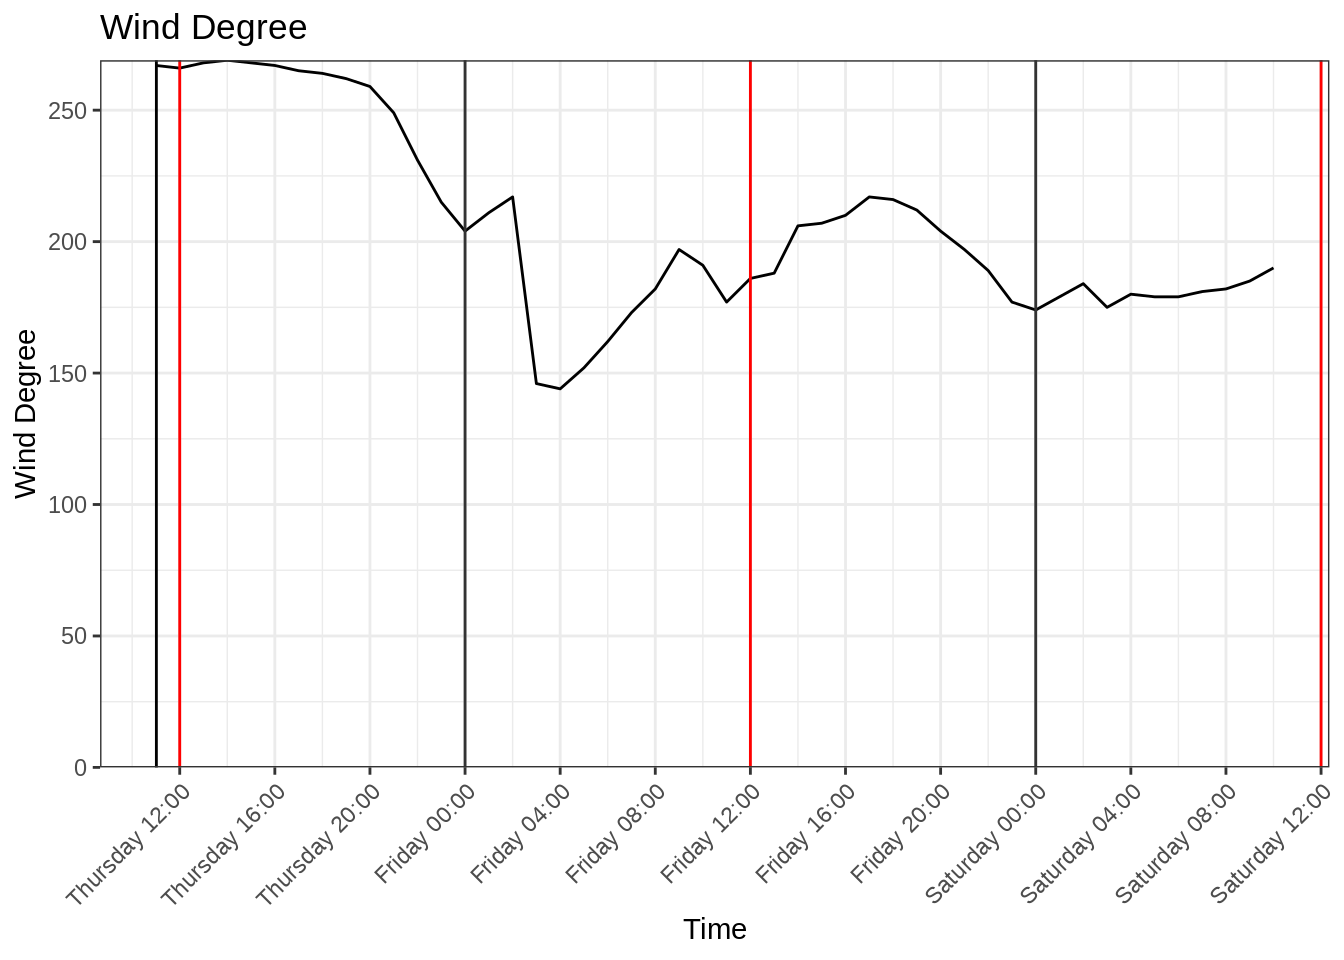 Wind Degree
Wind Degree
250
200
150
100
50
0
Thursday 12:00
Thursday 16:00
Thursday 20:00
Friday 00:00
Friday 04:00
Friday 08:00
Friday 12:00
Friday 16:00
Friday 20:00
Saturday 00:00
Saturday 04:00
Saturday 08:00
Saturday 12:00
Time